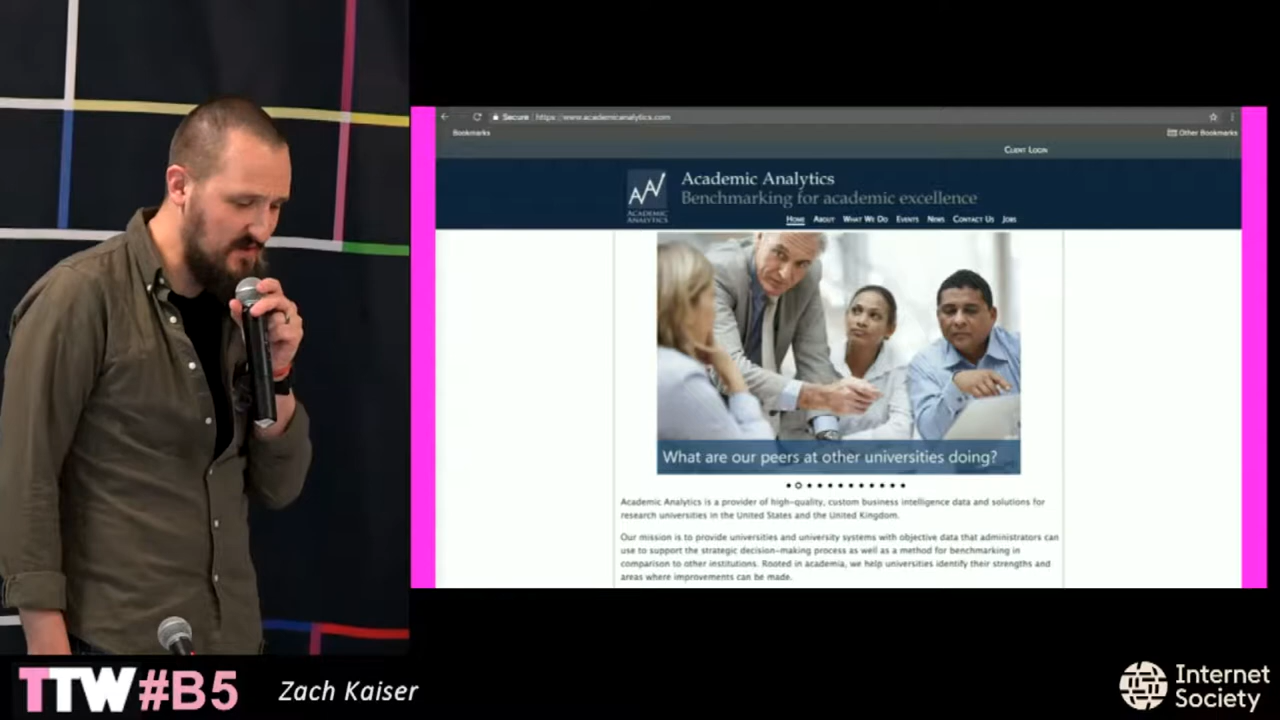 Secure https://www.academicanalytics.com
Bookmarks
Other Bookmarks
CLIENT LOGIN
ACADEMIC
ANALYTICS
Academic Analytics
Benchmarking for academic excellence
HOME ABOUT WHAT WE DO EVENTS NEWS CONTACT US JOBS
What are our peers at other universities doing?
Academic Analytics is a provider of high-quality, custom business intelligence data and solutions for
research universities in the United States and the United Kingdom.
Our mission is to provide universities and university systems with objective data that administrators can
use to support the strategic decision-making process as well as a method for benchmarking in
comparison to other institutions. Rooted in academia, we help universities identify their strengths and
areas where improvements can be made.
TTW#B5
Zach Kaiser
Internet
Society